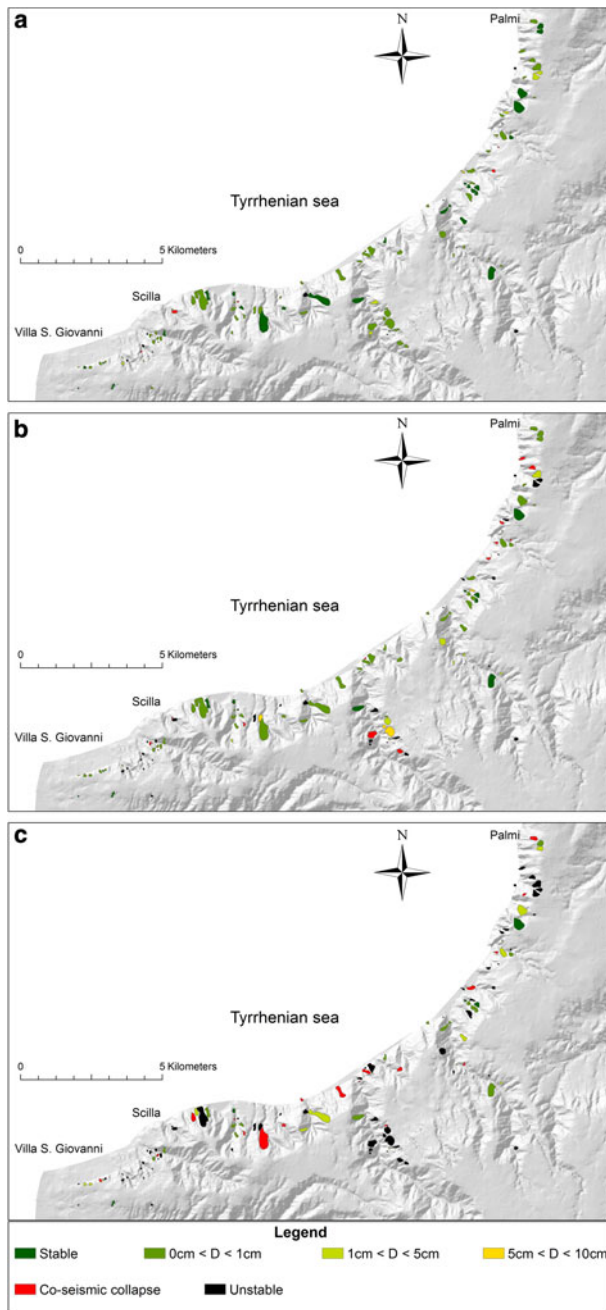 a
N
Palmi
Tyrrhenian sea
0 5 Kilometers
Scilla
Villa S. Giovanni
b
N
Palmi
Tyrrhenian sea
0 5 Kilometers
Scilla
Villa S. Giovanni
c
N
Palmi
Tyrrhenian sea
0 5 Kilometers
Scilla
Villa S. Giovanni
Legend
Stable 0cm < D < 1cm 1cm < D < 5cm 5cm < D < 10cm
Co-seismic collapse Unstable